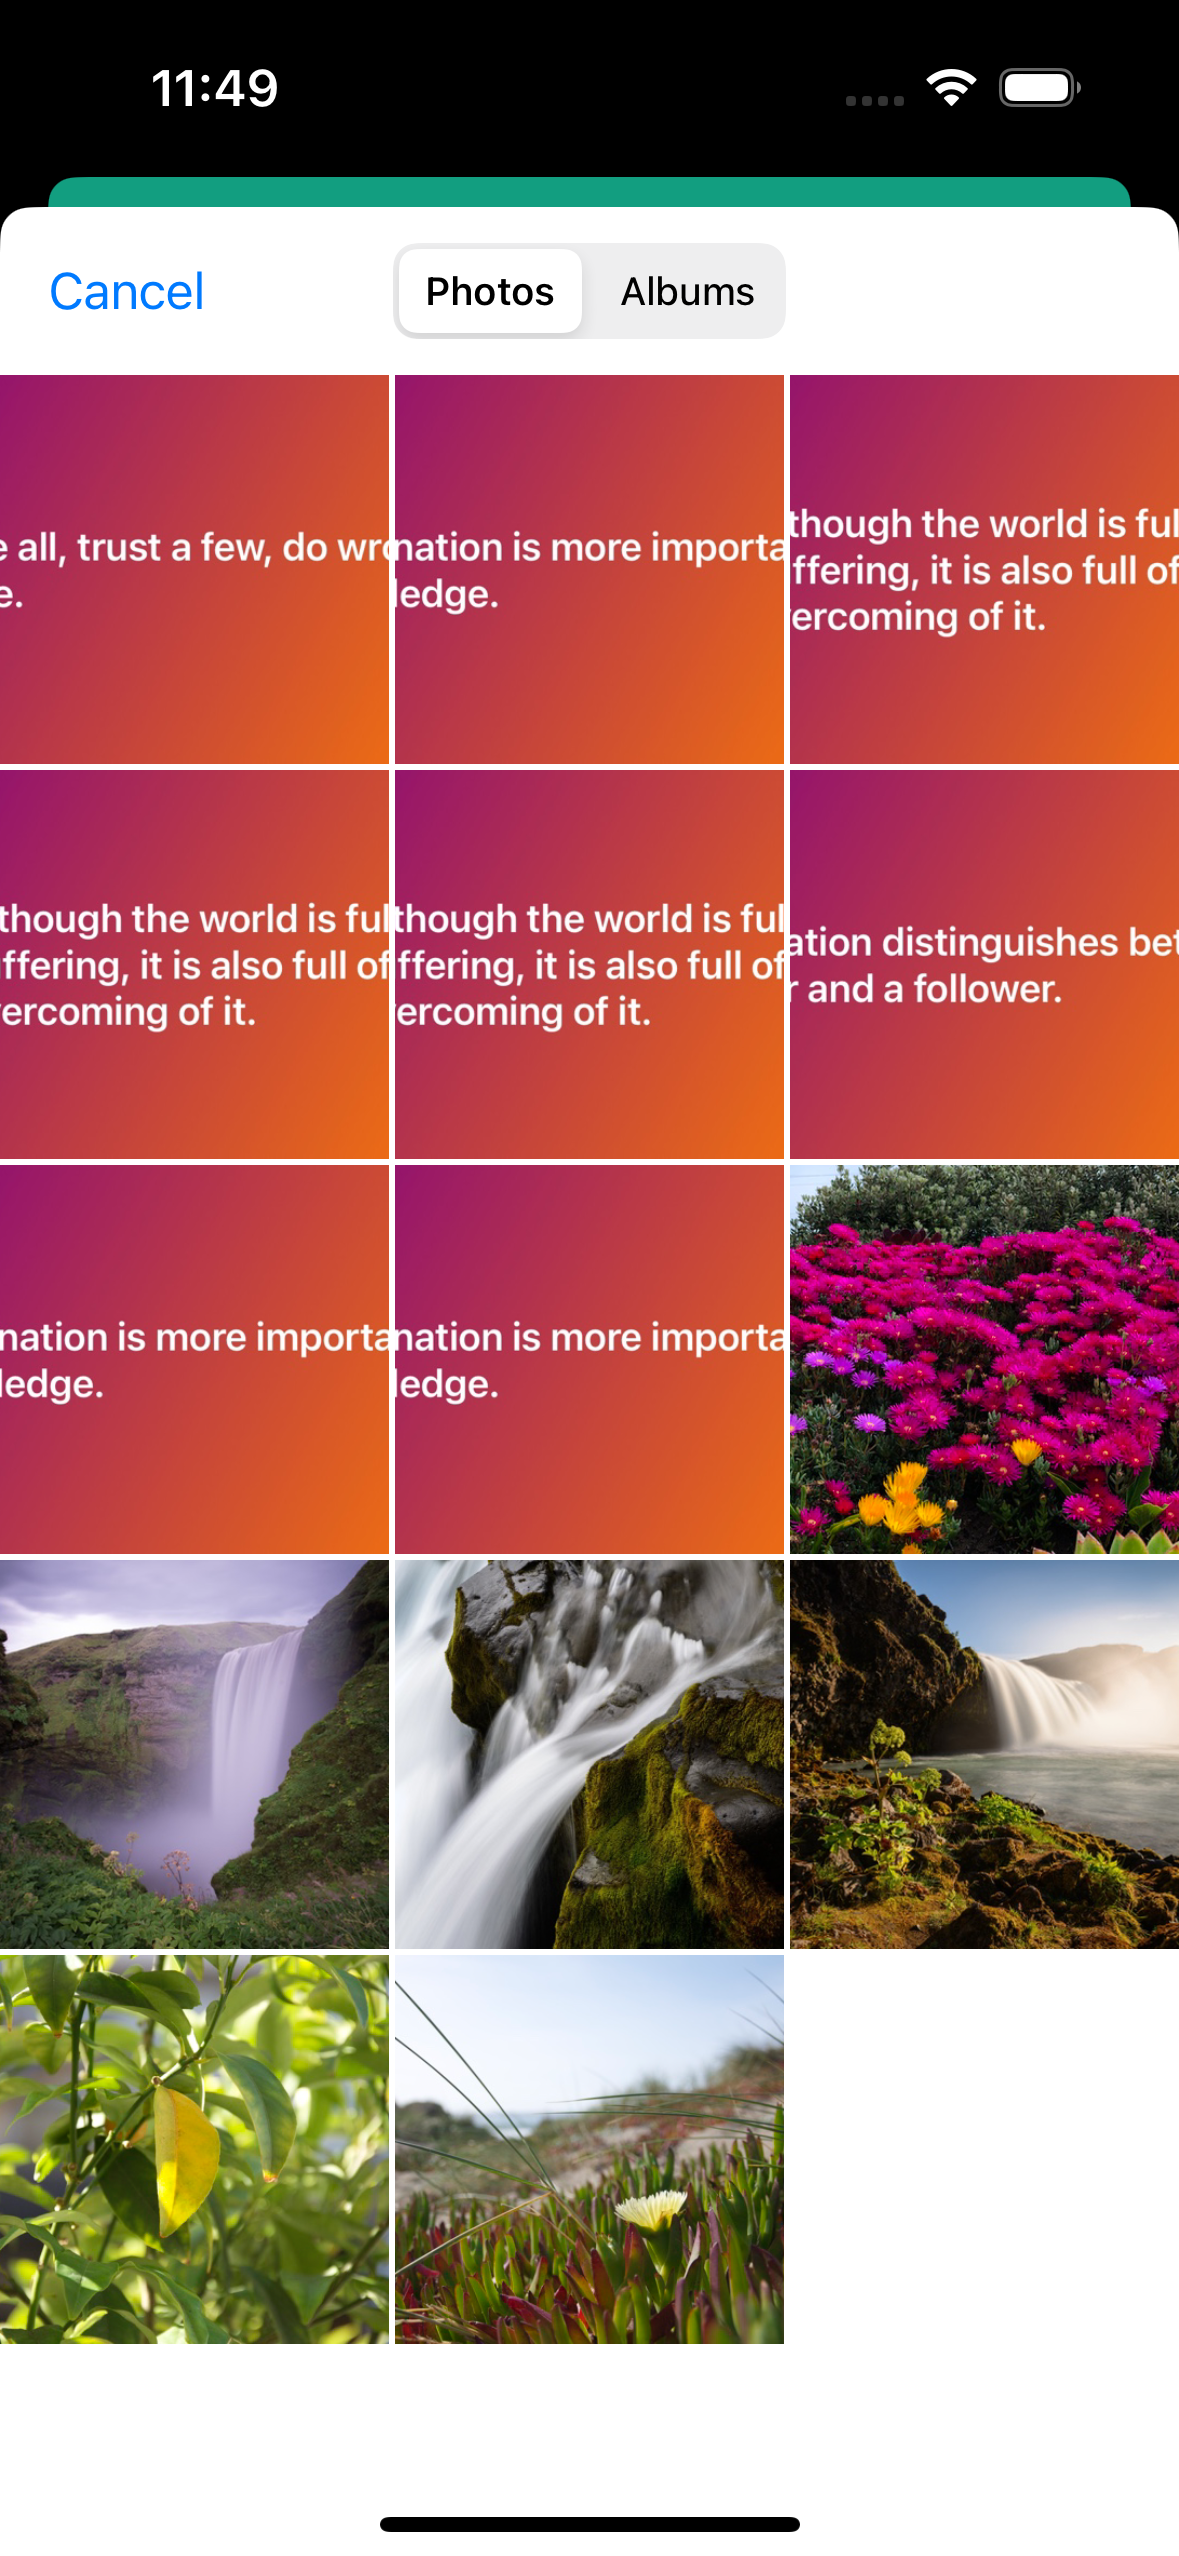 11:49
Cancel
Photos
Albums
e all, trust a few, do wro
e.
nation is more importa
ledge.
though the world is ful
ffering, it is also full of
ercoming of it.
though the world is ful
ffering, it is also full of
ercoming of it.
though the world is ful
ffering, it is also full of
ercoming of it.
ation distinguishes bet
r and a follower.
nation is more importa
ledge.
nation is more importa
ledge.